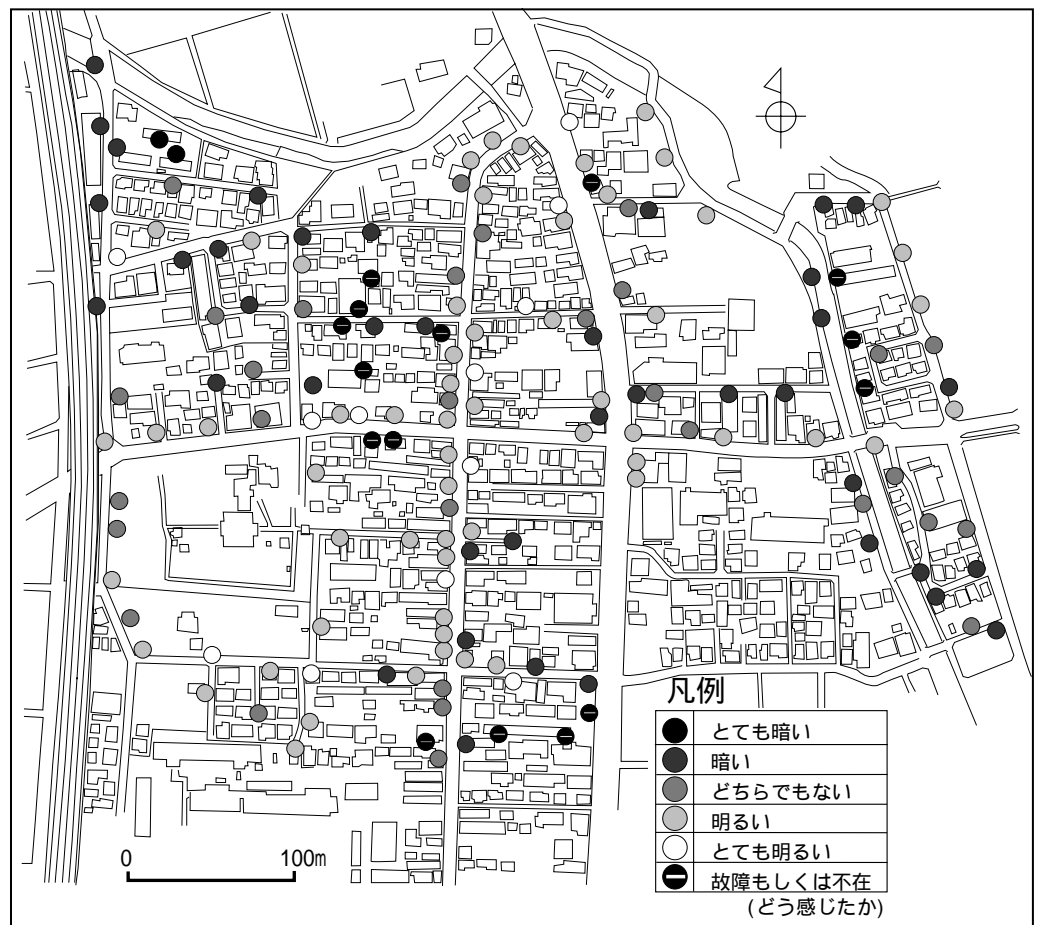 凡例
とても暗い
暗い
どちらでもない
明るい
とても明るい
故障もしくは不在
(どう感じたか)
0 100m